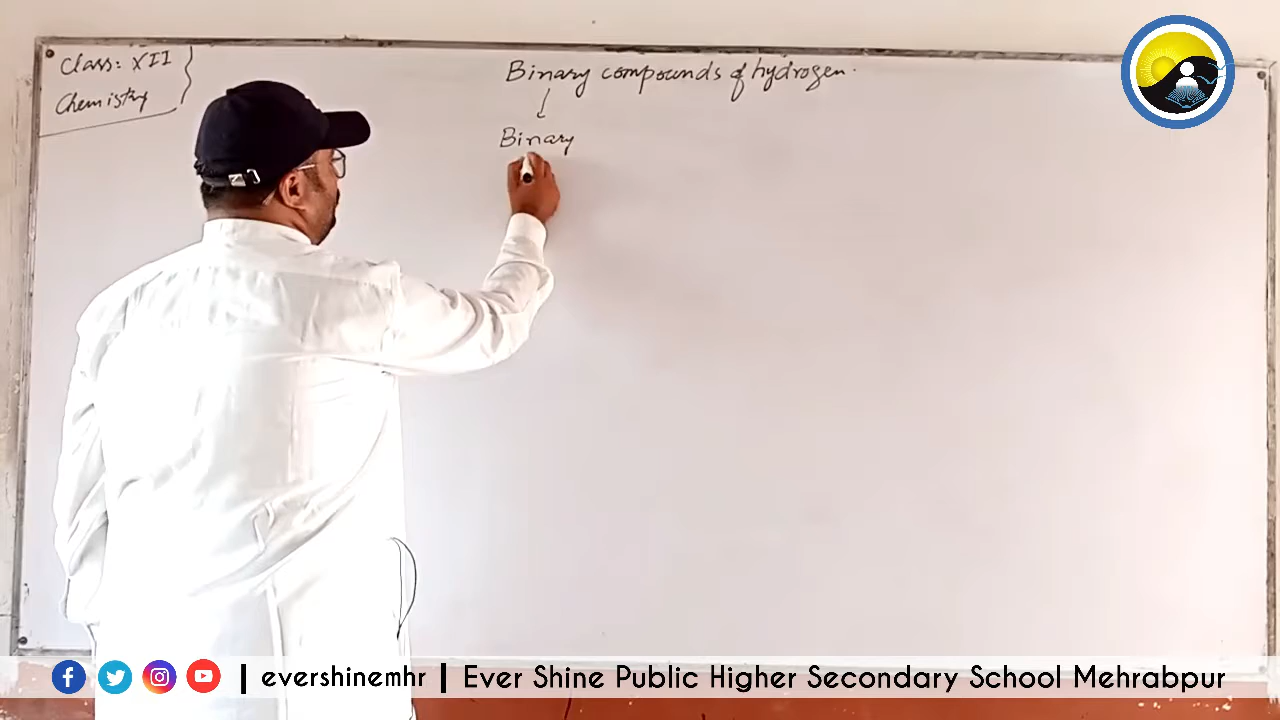 Class: XII
Chemistry
Binary compounds of hydrogen.
Binary
| evershinemhr | Ever Shine Public Higher Secondary School Mehrabpur